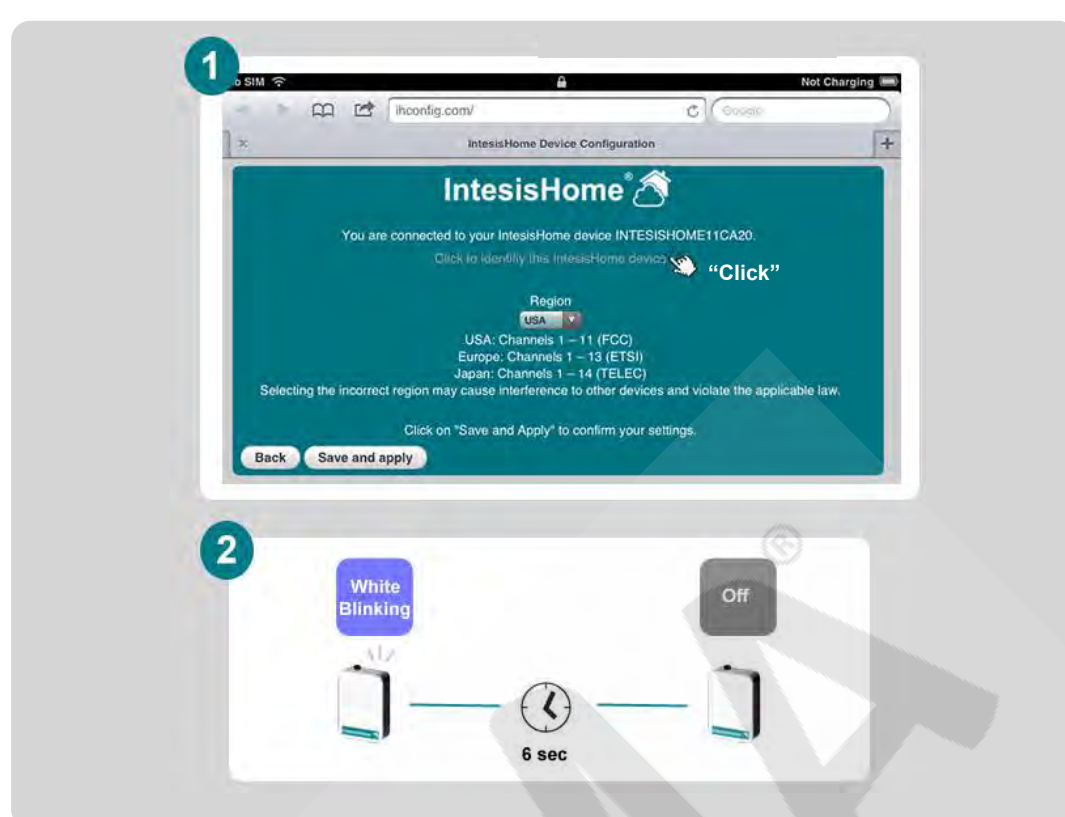 1
o SIM Not Charging
ihconfig.com/ Google
IntesisHome Device Configuration
IntesisHome®
You are connected to your IntesisHome device INTESISHOME11CA20.
Click to identifiy this IntesisHome device
“Click”
Region
USA
USA: Channels 1 – 11 (FCC)
Europe: Channels 1 – 13 (ETSI)
Japan: Channels 1 – 14 (TELEC)
Selecting the incorrect region may cause interference to other devices and violate the applicable law.
Click on "Save and Apply" to confirm your settings.
Back Save and apply
2
White Off
Blinking
6 sec
®